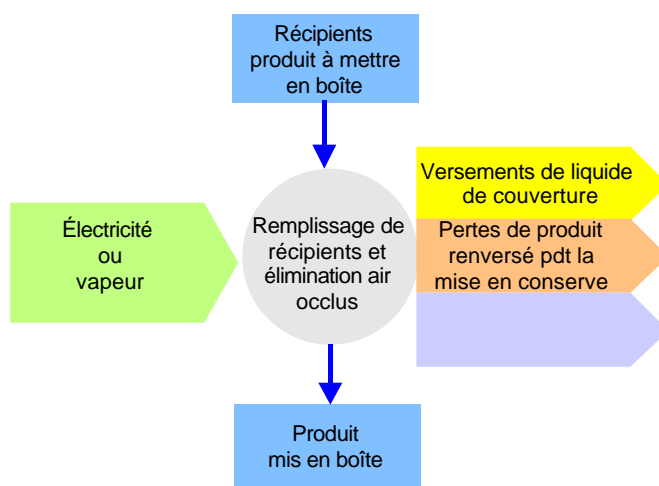 Récipients
produit à mettre
en boîte
Électricité
ou
vapeur
Remplissage de
récipients et
élimination air
occlus
Versements de liquide
de couverture
Pertes de produit
renversé pdt la
mise en conserve
Produit
mis en boîte